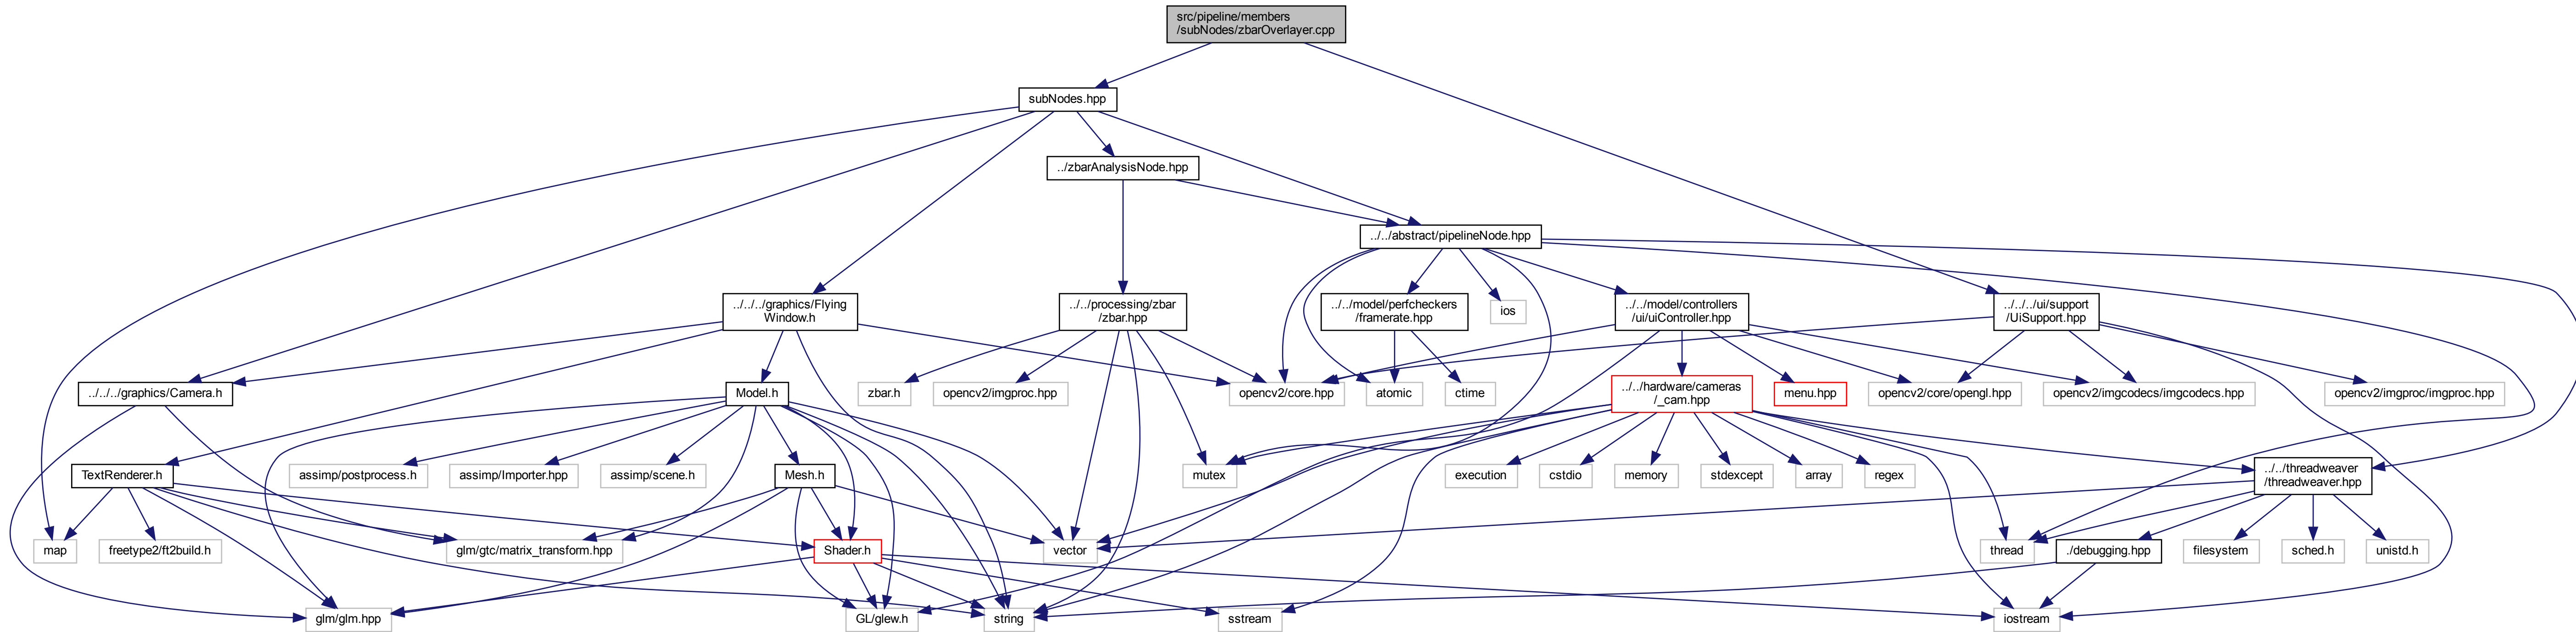 src/pipeline/members
/subNodes/zbarOverlayer.cpp
subNodes.hpp
../zbarAnalysisNode.hpp
../../abstract/pipelineNode.hpp
../../../graphics/Flying
Window.h
../../processing/zbar
/zbar.hpp
../../model/perfcheckers
/framerate.hpp
ios
../../model/controllers
/ui/uiController.hpp
../../../ui/support
/UiSupport.hpp
../../../graphics/Camera.h
Model.h
zbar.h
opencv2/imgproc.hpp
opencv2/core.hpp
atomic
ctime
../../hardware/cameras
/_cam.hpp
menu.hpp
opencv2/core/opengl.hpp
opencv2/imgcodecs/imgcodecs.hpp
opencv2/imgproc/imgproc.hpp
TextRenderer.h
assimp/postprocess.h
assimp/Importer.hpp
assimp/scene.h
Mesh.h
mutex
execution
cstdio
memory
stdexcept
array
regex
../../threadweaver
/threadweaver.hpp
map
freetype2/ft2build.h
glm/gtc/matrix_transform.hpp
Shader.h
vector
thread
./debugging.hpp
filesystem
sched.h
unistd.h
glm/glm.hpp
GL/glew.h
string
sstream
iostream